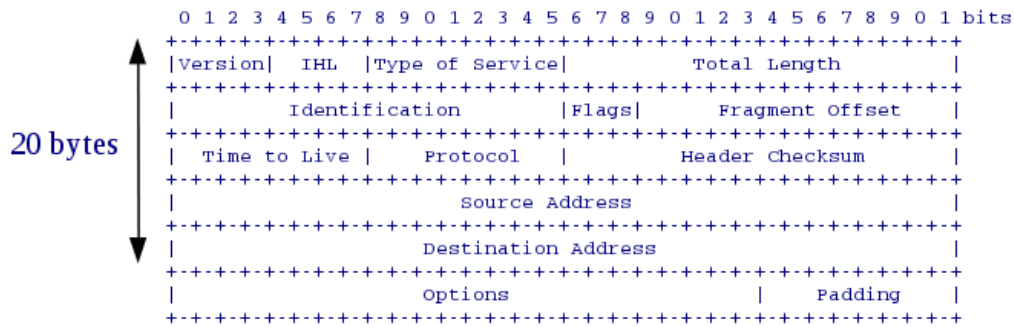 0 1 2 3 4 5 6 7 8 9 0 1 2 3 4 5 6 7 8 9 0 1 2 3 4 5 6 7 8 9 0 1 bits
+-+-+-+-+-+-+-+-+-+-+-+-+-+-+-+-+-+-+-+-+-+-+-+-+-+-+-+-+-+-+-+-+
|Version| IHL |Type of Service| Total Length |
+-+-+-+-+-+-+-+-+-+-+-+-+-+-+-+-+-+-+-+-+-+-+-+-+-+-+-+-+-+-+-+-+
| Identification |Flags| Fragment Offset |
+-+-+-+-+-+-+-+-+-+-+-+-+-+-+-+-+-+-+-+-+-+-+-+-+-+-+-+-+-+-+-+-+
20 bytes
| Time to Live | Protocol | Header Checksum |
+-+-+-+-+-+-+-+-+-+-+-+-+-+-+-+-+-+-+-+-+-+-+-+-+-+-+-+-+-+-+-+-+
| Source Address |
+-+-+-+-+-+-+-+-+-+-+-+-+-+-+-+-+-+-+-+-+-+-+-+-+-+-+-+-+-+-+-+-+
| Destination Address |
+-+-+-+-+-+-+-+-+-+-+-+-+-+-+-+-+-+-+-+-+-+-+-+-+-+-+-+-+-+-+-+-+
| Options | Padding |
+-+-+-+-+-+-+-+-+-+-+-+-+-+-+-+-+-+-+-+-+-+-+-+-+-+-+-+-+-+-+-+-+